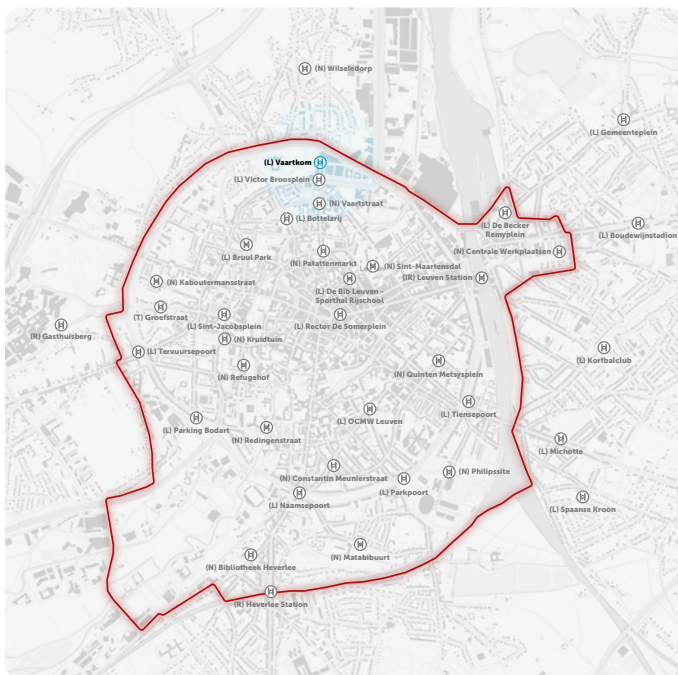 (N) Wilseledorp
(L) Gemeenteplein
(L) Vaartkom
(L) Victor Broosplein
(N) Vaartstraat
(L) Bottelarij
(L) De Becker
Remyplein
(L) Boudewijnstadion
(L) Bruul Park
(N) Patattenmarkt
(N) Centrale Werkplaatsen
(N) Sint-Maartensdal
(IR) Leuven Station
(N) Kaboutermansstraat
(L) De Bib Leuven -
Sporthal Rijschool
(T) Groefstraat
(L) Sint-Jacobsplein
(L) Rector De Somerplein
(R) Gasthuisberg
(N) Kruidtuin
(L) Tervuursepoort
(L) Korfbalclub
(N) Refugehof
(N) Quinten Metsysplein
(L) Tiensepoort
(L) Parking Bodart
(L) OCMW Leuven
(N) Redingenstraat
(L) Michotte
(N) Constantin Meunierstraat
(N) Philipssite
(L) Parkpoort
(L) Naamsepoort
(L) Spaanse Kroon
(N) Matabibuurt
(N) Bibliotheek Heverlee
(R) Heverlee Station